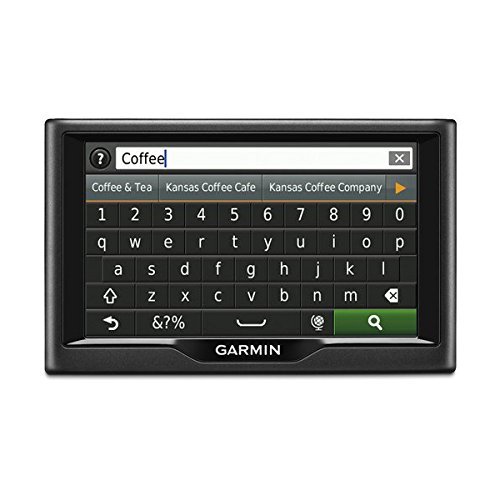 ? Coffee
Coffee & Tea Kansas Coffee Cafe Kansas Coffee Company
1 2 3 4 5 6 7 8 9 0
q w e r t y u i o p
a s d f g h j k l
z x c v b n m
&?%
GARMIN